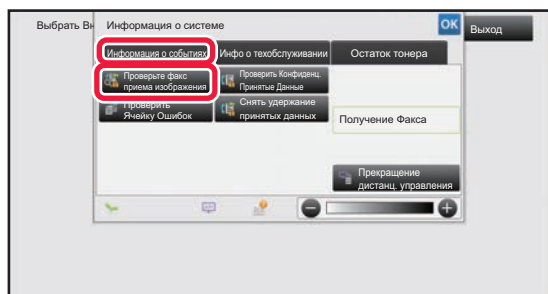 Выбрать
Информация о системе
OK
Выход
Информация о событиях
Инфо о техобслуживании
Остаток тонера
Проверьте факс
приема изображения
Проверить Конфиденц.
Принятые Данные
Проверить
Ячейку Ошибок
Снять удержание
принятых данных
Получение Факса
Прекращение
дистанц. управления